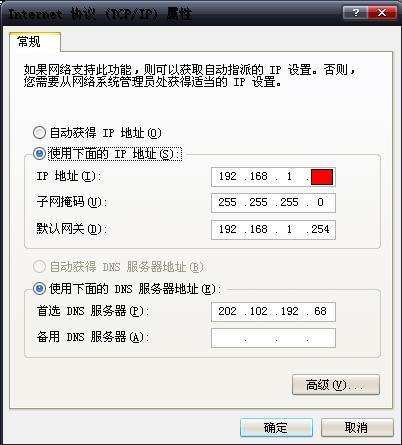 Internet 协议 (TCP/IP) 属性
常规
如果网络支持此功能，则可以获取自动指派的 IP 设置。否则，
您需要从网络系统管理员处获得适当的 IP 设置。
自动获得 IP 地址(O)
使用下面的 IP 地址(S)
IP 地址(I): 192 .168 . 1 .
子网掩码(U): 255 .255 .255 . 0
默认网关(D): 192 .168 . 1 .254
自动获得 DNS 服务器地址(B)
使用下面的 DNS 服务器地址(E):
首选 DNS 服务器(P): 202 .102 .192 . 68
备用 DNS 服务器(A): . . .
高级(V)...
确定 取消